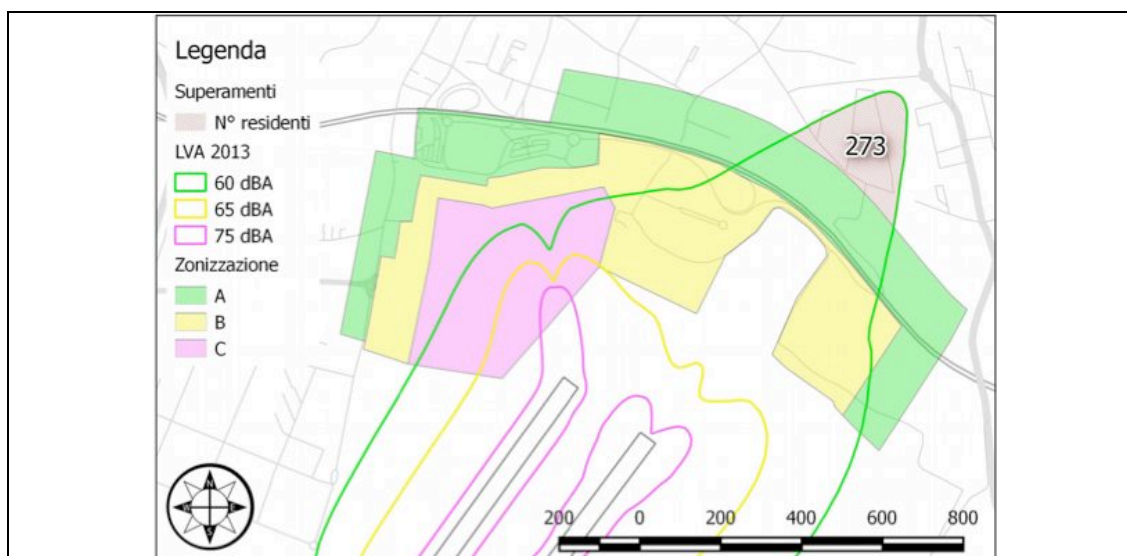 Legenda
Superamenti
N° residenti
LVA 2013
60 dBA
65 dBA
75 dBA
Zonizzazione
A
B
C
273
N
W E
S
200 0 200 400 600 800